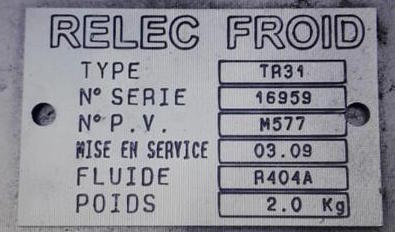 RELEC FROID
TYPE TR31
N° SERIE 16959
N° P.V. M577
MISE EN SERVICE 03.09
FLUIDE R404A
POIDS 2.0 Kg